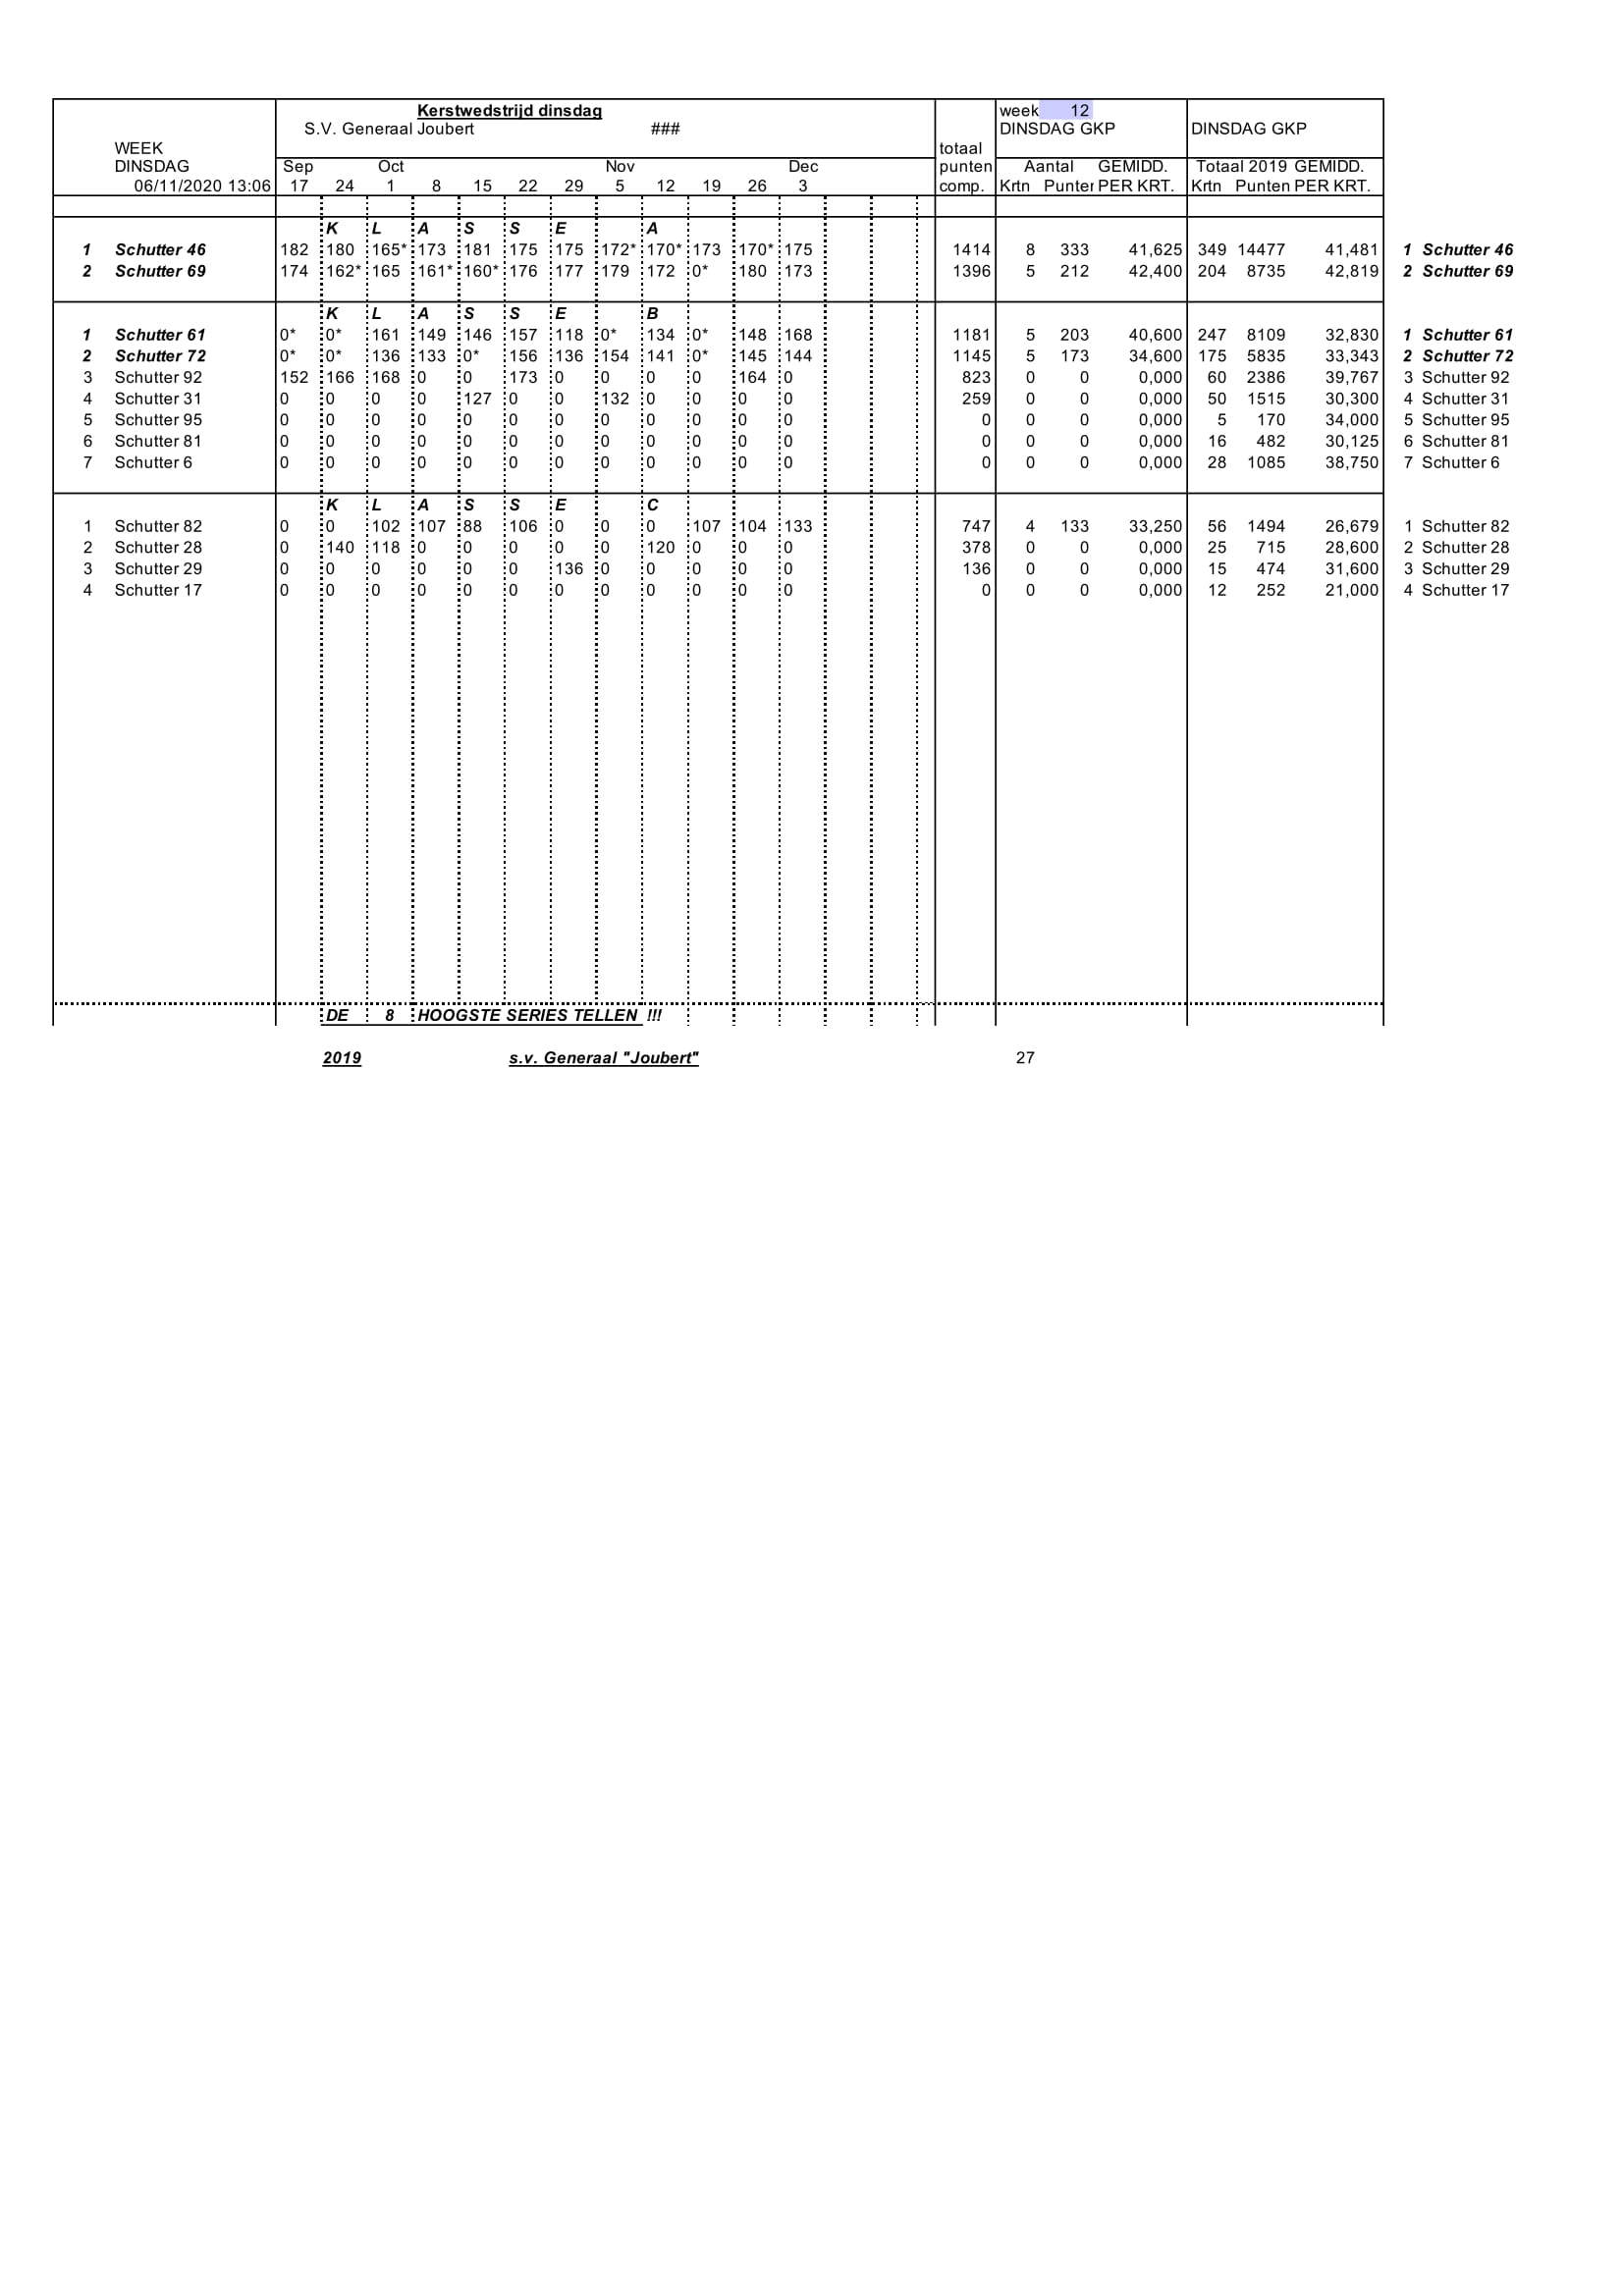 Kerstwedstrijd dinsdag week 12
S.V. Generaal Joubert ### DINSDAG GKP DINSDAG GKP
WEEK totaal
DINSDAG Sep Oct Nov Dec punten Aantal GEMIDD. Totaal 2019 GEMIDD.
06/11/2020 13:06 17 24 1 8 15 22 29 5 12 19 26 3 comp. Krtn Punter PER KRT. Krtn Punten PER KRT.
K L A S S E A
1 Schutter 46 182 180 165* 173 181 175 175 172* 170* 173 170* 175 1414 8 333 41,625 349 14477 41,481 1 Schutter 46
2 Schutter 69 174 162* 165 161* 160* 176 177 179 172 0* 180 173 1396 5 212 42,400 204 8735 42,819 2 Schutter 69
K L A S S E B
1 Schutter 61 0* 0* 161 149 146 157 118 0* 134 0* 148 168 1181 5 203 40,600 247 8109 32,830 1 Schutter 61
2 Schutter 72 0* 0* 136 133 0* 156 136 154 141 0* 145 144 1145 5 173 34,600 175 5835 33,343 2 Schutter 72
3 Schutter 92 152 166 168 0 0 173 0 0 0 0 164 0 823 0 0 0,000 60 2386 39,767 3 Schutter 92
4 Schutter 31 0 0 0 0 127 0 0 132 0 0 0 0 259 0 0 0,000 50 1515 30,300 4 Schutter 31
5 Schutter 95 0 0 0 0 0 0 0 0 0 0 0 0 0 0 0 0,000 5 170 34,000 5 Schutter 95
6 Schutter 81 0 0 0 0 0 0 0 0 0 0 0 0 0 0 0 0,000 16 482 30,125 6 Schutter 81
7 Schutter 6 0 0 0 0 0 0 0 0 0 0 0 0 0 0 0 0,000 28 1085 38,750 7 Schutter 6
K L A S S E C
1 Schutter 82 0 0 102 107 88 106 0 0 0 107 104 133 747 4 133 33,250 56 1494 26,679 1 Schutter 82
2 Schutter 28 0 140 118 0 0 0 0 0 120 0 0 0 378 0 0 0,000 25 715 28,600 2 Schutter 28
3 Schutter 29 0 0 0 0 0 0 136 0 0 0 0 0 136 0 0 0,000 15 474 31,600 3 Schutter 29
4 Schutter 17 0 0 0 0 0 0 0 0 0 0 0 0 0 0 0 0,000 12 252 21,000 4 Schutter 17
DE 8 HOOGSTE SERIES TELLEN !!!
2019 s.v. Generaal "Joubert" 27